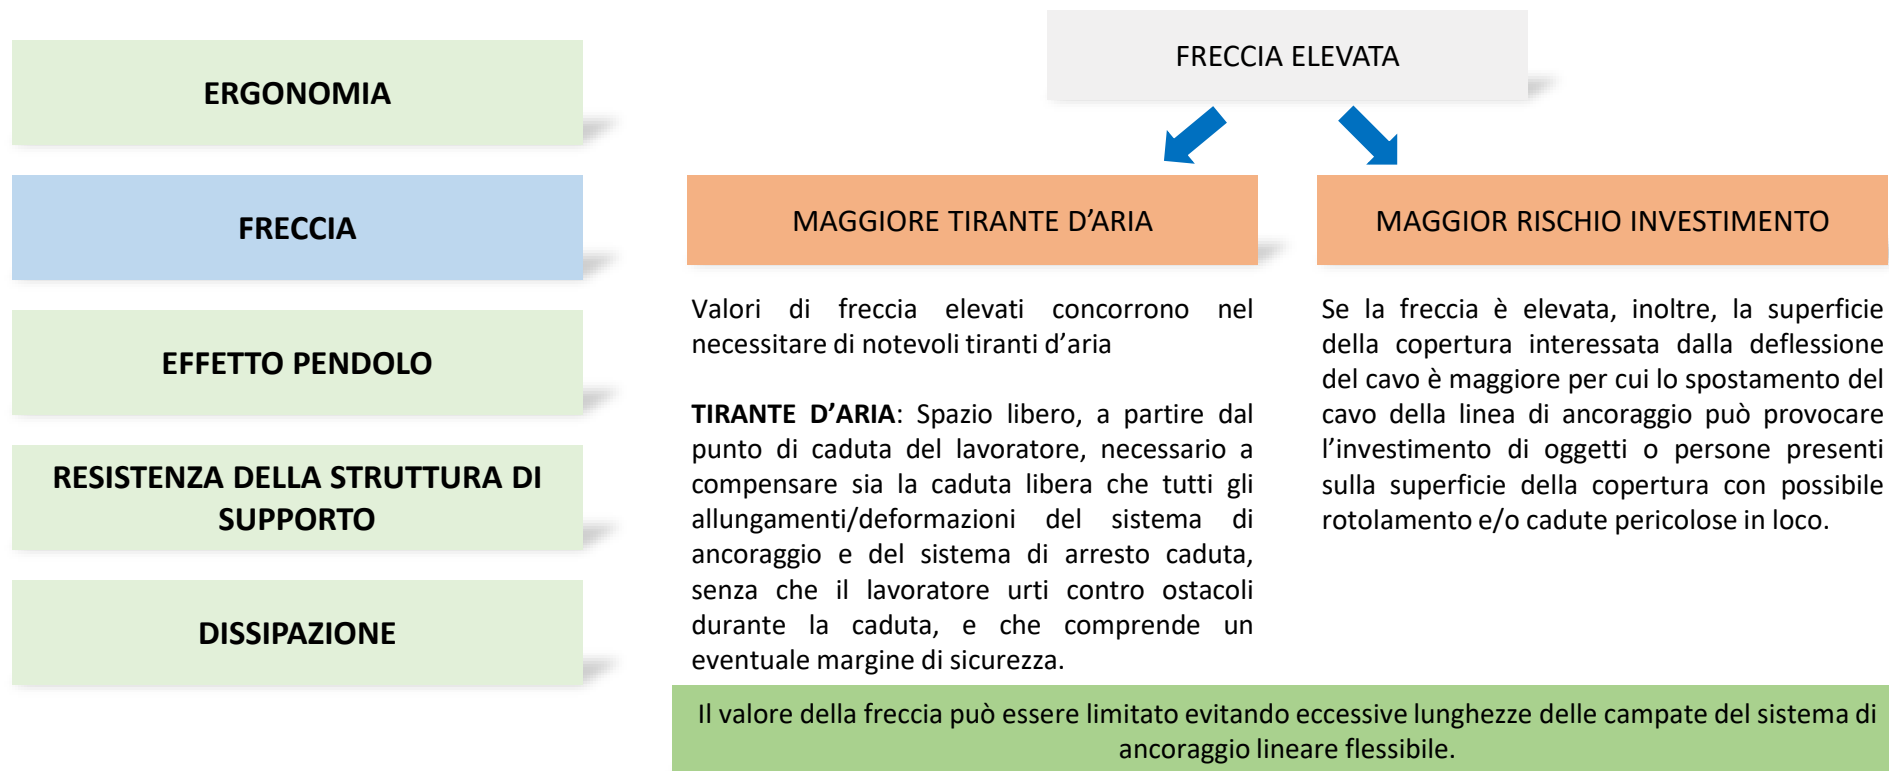 ERGONOMIA
FRECCIA
EFFETTO PENDOLO
RESISTENZA DELLA STRUTTURA DI
SUPPORTO
DISSIPAZIONE
FRECCIA ELEVATA
MAGGIORE TIRANTE D’ARIA
Valori di freccia elevati concorrono nel
necessitare di notevoli tiranti d’aria
TIRANTE D’ARIA: Spazio libero, a partire dal
punto di caduta del lavoratore, necessario a
compensare sia la caduta libera che tutti gli
allungamenti/deformazioni del sistema di
ancoraggio e del sistema di arresto caduta,
senza che il lavoratore urti contro ostacoli
durante la caduta, e che comprende un
eventuale margine di sicurezza.
MAGGIOR RISCHIO INVESTIMENTO
Se la freccia è elevata, inoltre, la superficie
della copertura interessata dalla deflessione
del cavo è maggiore per cui lo spostamento del
cavo della linea di ancoraggio può provocare
l’investimento di oggetti o persone presenti
sulla superficie della copertura con possibile
rotolamento e/o cadute pericolose in loco.
Il valore della freccia può essere limitato evitando eccessive lunghezze delle campate del sistema di
ancoraggio lineare flessibile.